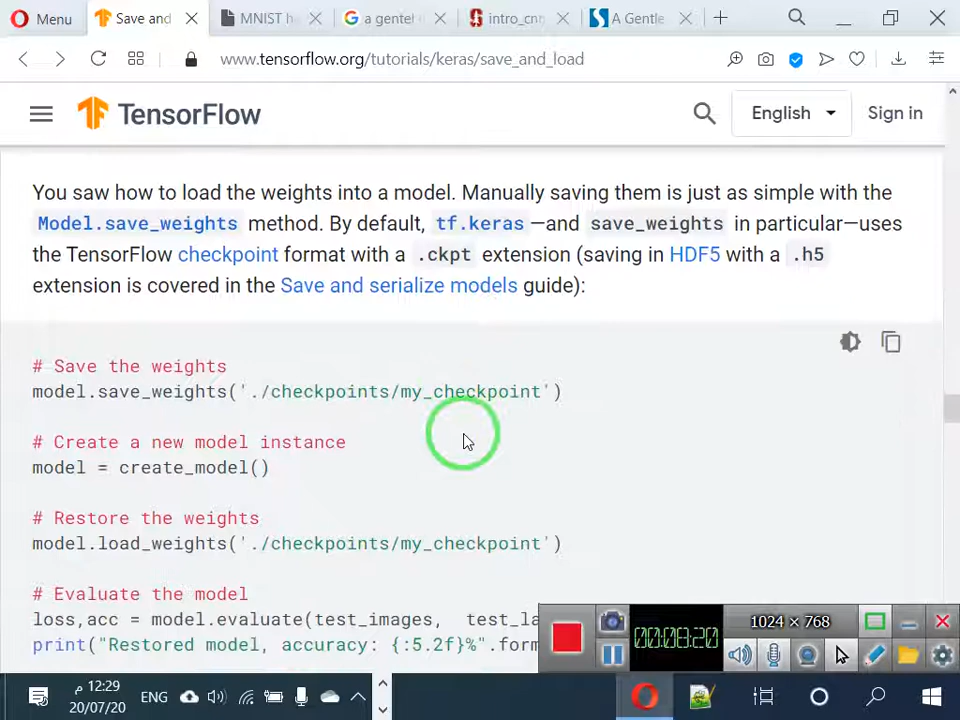 Menu
Save and
MNIST h
a gentel
intro_cnn
A Gentle
www.tensorflow.org/tutorials/keras/save_and_load
TensorFlow
English
Sign in
You saw how to load the weights into a model. Manually saving them is just as simple with the
Model.save_weights method. By default, tf.keras —and save_weights in particular—uses
the TensorFlow checkpoint format with a .ckpt extension (saving in HDF5 with a .h5
extension is covered in the Save and serialize models guide):
# Save the weights
model.save_weights('./checkpoints/my_checkpoint')
# Create a new model instance
model = create_model()
# Restore the weights
model.load_weights('./checkpoints/my_checkpoint')
# Evaluate the model
loss,acc = model.evaluate(test_images, test_la
print("Restored model, accuracy: {:5.2f}%".form
1024 × 768
00:03:20
12:29 م
ENG
20/07/20